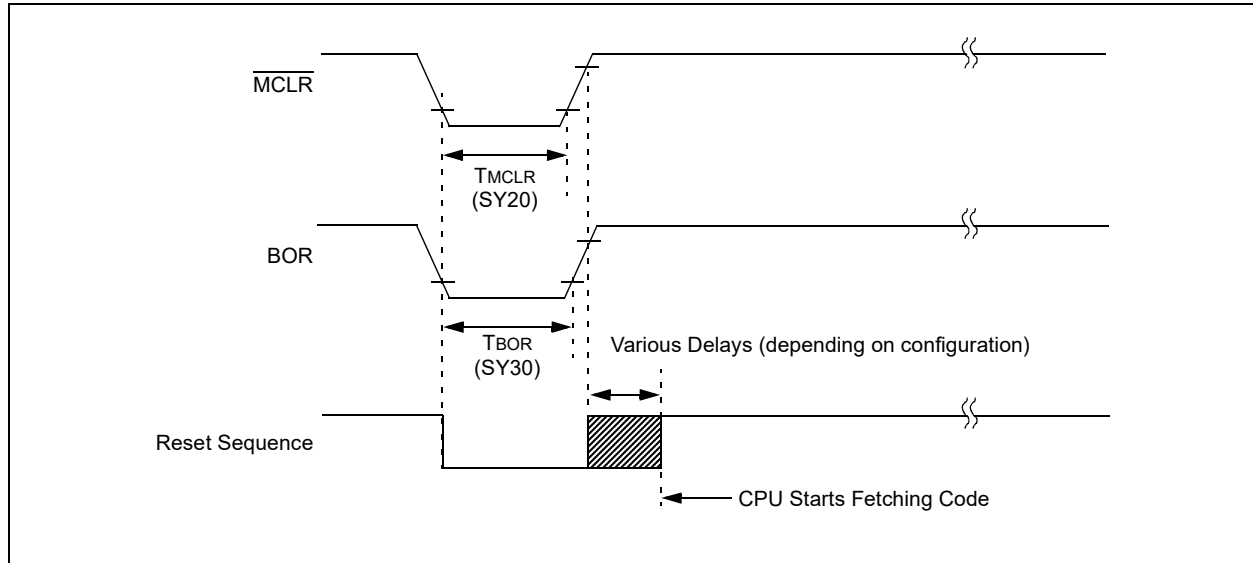 MCLR
TMCLR
(SY20)
BOR
TBOR
(SY30)
Various Delays (depending on configuration)
Reset Sequence
CPU Starts Fetching Code